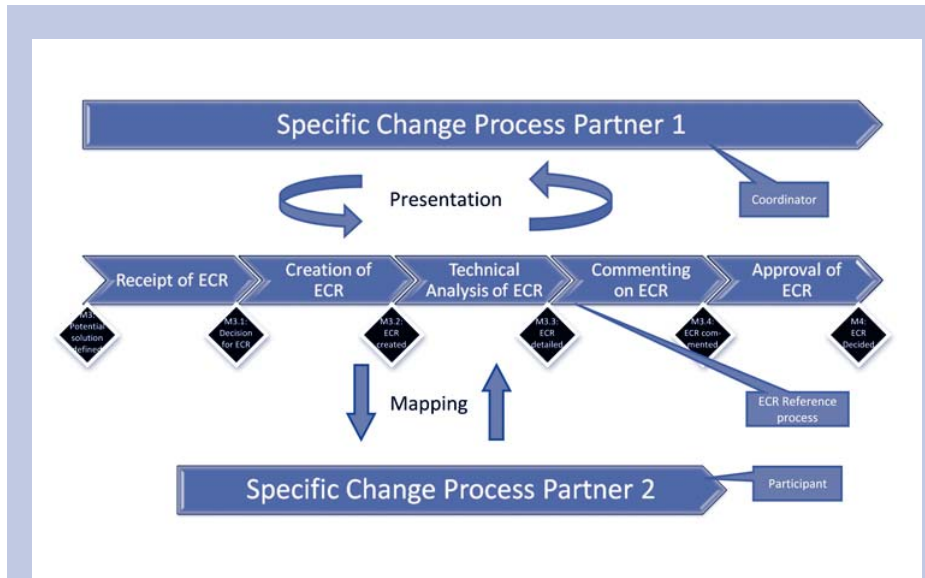 Specific Change Process Partner 1
Presentation
Coordinator
Receipt of ECR
Creation of
ECR
Technical
Analysis of ECR
Commenting
on ECR
Approval of
ECR
M3:
Potential
solution
defined
M3.1:
Decision
for ECR
M3.2:
ECR
created
M3.3:
ECR
detailed
M3.4:
ECR com-
mented
M4:
ECR
Decided
Mapping
ECR Reference
process
Specific Change Process Partner 2
Participant